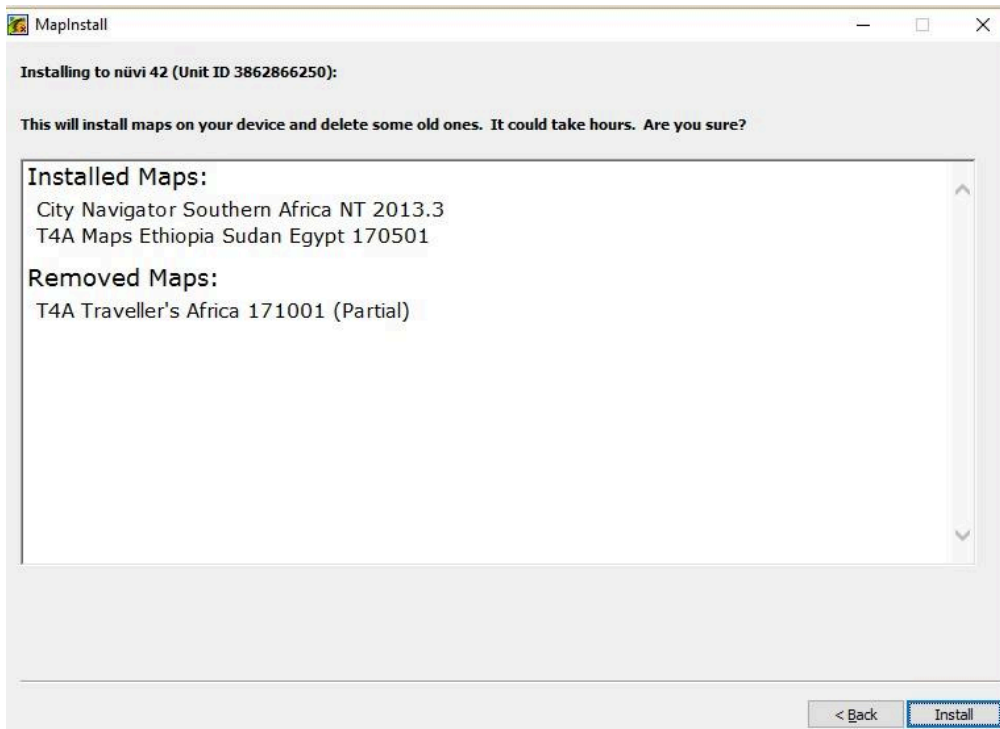 MapInstall
Installing to nüvi 42 (Unit ID 3862866250):
This will install maps on your device and delete some old ones. It could take hours. Are you sure?
Installed Maps:
City Navigator Southern Africa NT 2013.3
T4A Maps Ethiopia Sudan Egypt 170501
Removed Maps:
T4A Traveller's Africa 171001 (Partial)
< Back
Install